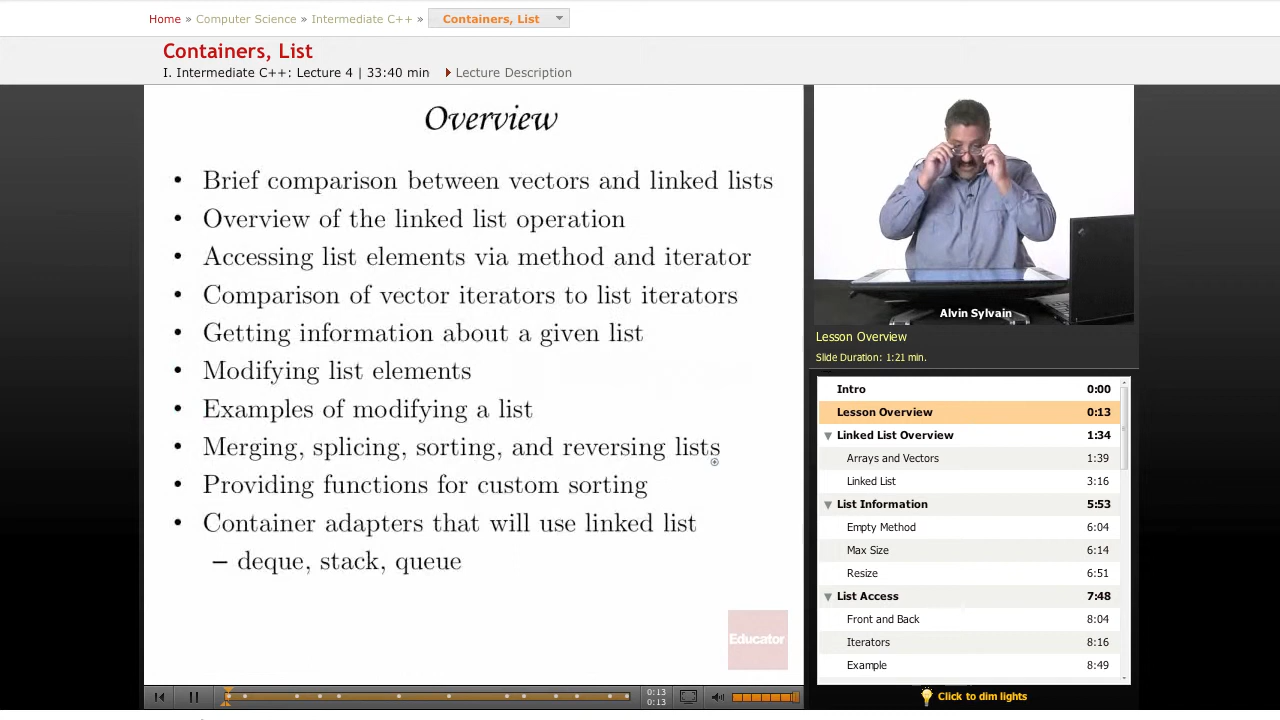 Home » Computer Science » Intermediate C++ » Containers, List
Containers, List
I. Intermediate C++: Lecture 4 | 33:40 min Lecture Description
Overview
• Brief comparison between vectors and linked lists
• Overview of the linked list operation
• Accessing list elements via method and iterator
• Comparison of vector iterators to list iterators
• Getting information about a given list
• Modifying list elements
• Examples of modifying a list
• Merging, splicing, sorting, and reversing lists
• Providing functions for custom sorting
• Container adapters that will use linked list
– deque, stack, queue
Educator
0:13
0:13
Alvin Sylvain
Lesson Overview
Slide Duration: 1:21 min.
Intro 0:00
Lesson Overview 0:13
Linked List Overview 1:34
Arrays and Vectors 1:39
Linked List 3:16
List Information 5:53
Empty Method 6:04
Max Size 6:14
Resize 6:51
List Access 7:48
Front and Back 8:04
Iterators 8:16
Example 8:49
Click to dim lights